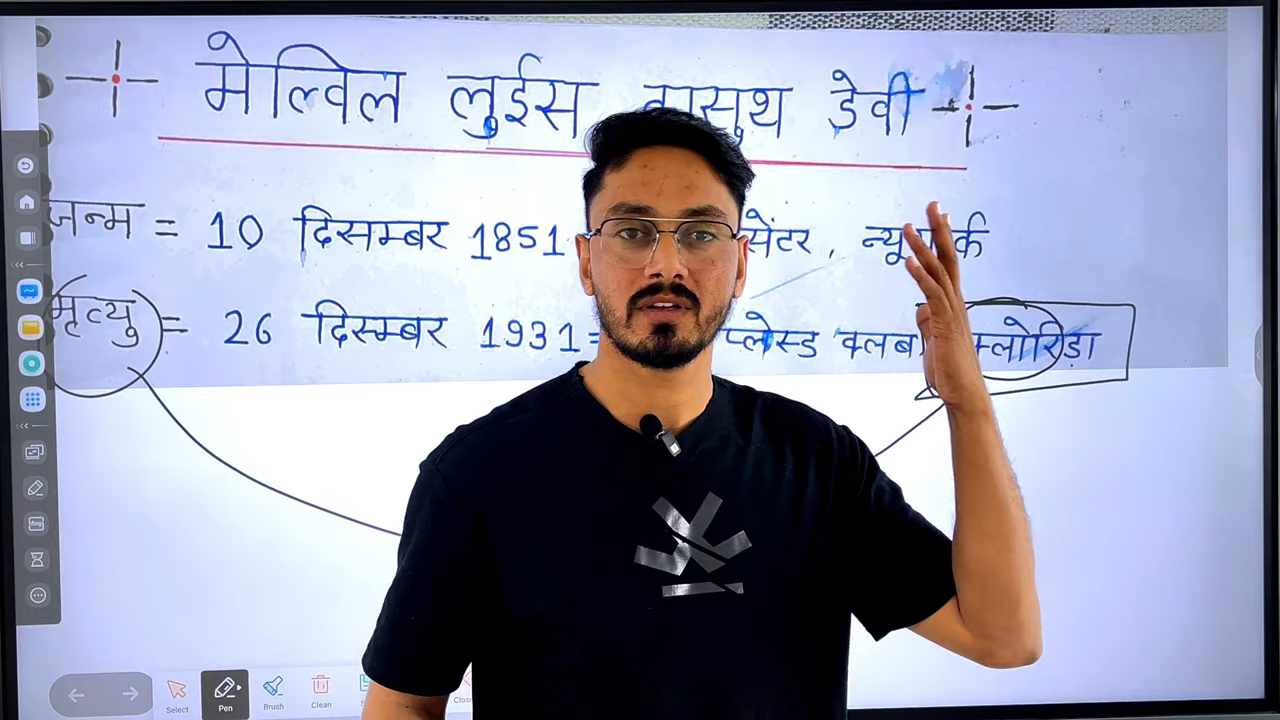 मेल्विल लुईस डेवी
जन्म = 10 दिसम्बर 1851 सेंटर, न्यूयार्क
मृत्यु = 26 दिसम्बर 1931= प्लेस्ड क्लब फ्लोरिडा
Select Pen Brush Clean